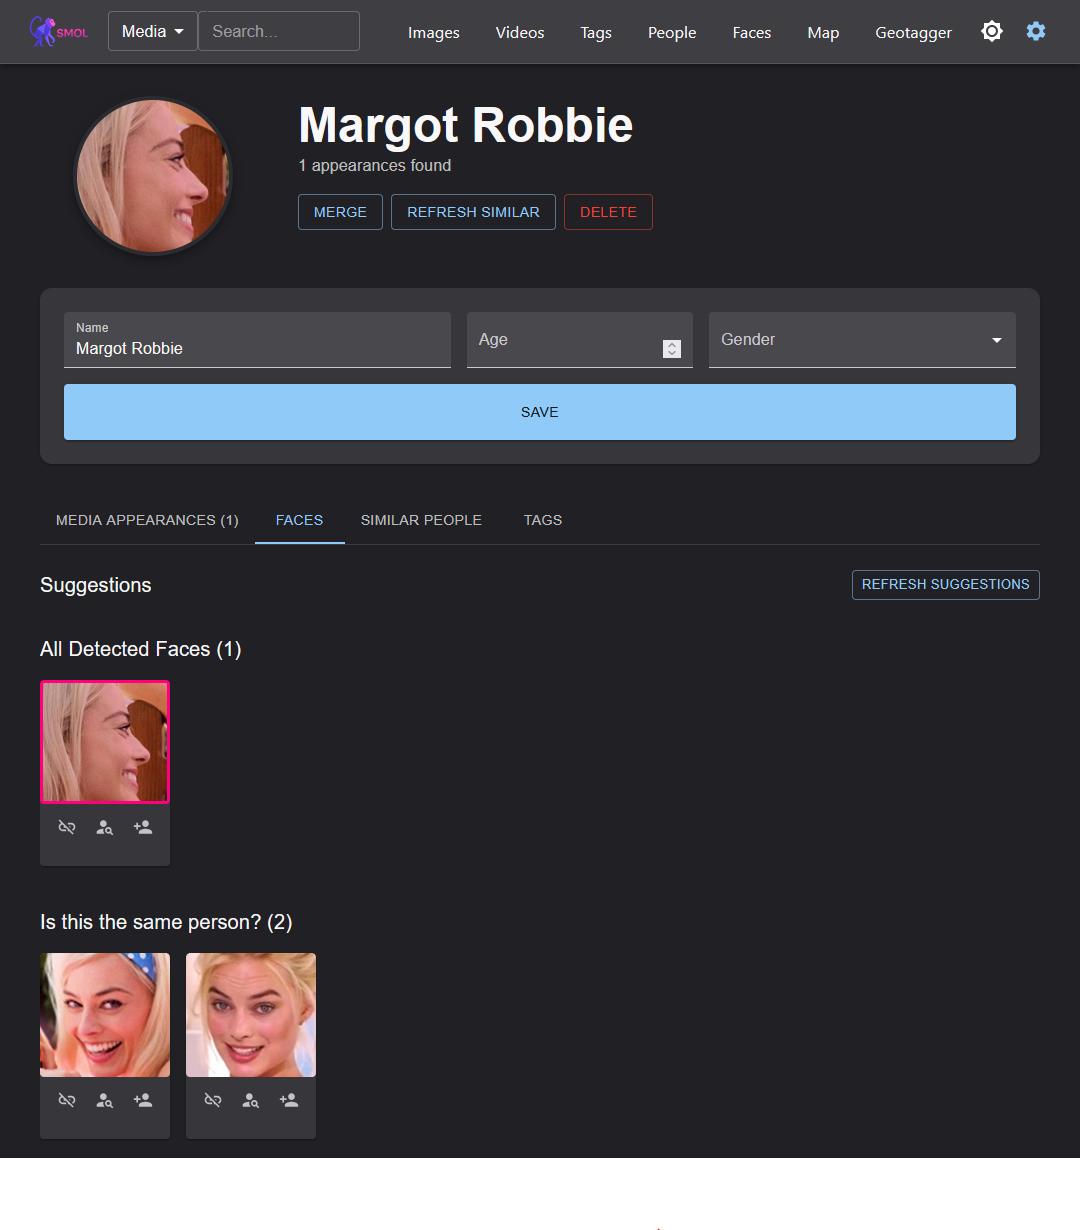 SMOL
Media
Search...
Images
Videos
Tags
People
Faces
Map
Geotagger
Margot Robbie
1 appearances found
MERGE
REFRESH SIMILAR
DELETE
Name
Margot Robbie
Age
Gender
SAVE
MEDIA APPEARANCES (1)
FACES
SIMILAR PEOPLE
TAGS
Suggestions
REFRESH SUGGESTIONS
All Detected Faces (1)
Is this the same person? (2)